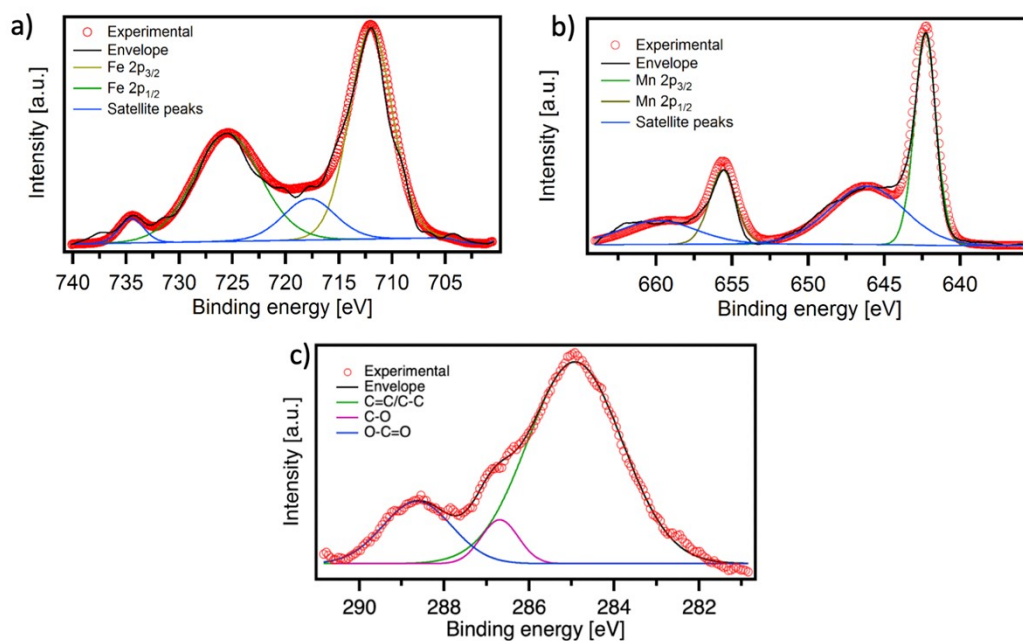 a)
Experimental
Envelope
Fe 2p3/2
Fe 2p1/2
Satellite peaks
Intensity [a.u.]
740 735 730 725 720 715 710 705
Binding energy [eV]
b)
Experimental
Envelope
Mn 2p3/2
Mn 2p1/2
Satellite peaks
Intensity [a.u.]
660 655 650 645 640
Binding energy [eV]
c)
Experimental
Envelope
C=C/C-C
C-O
O-C=O
Intensity [a.u.]
290 288 286 284 282
Binding energy [eV]